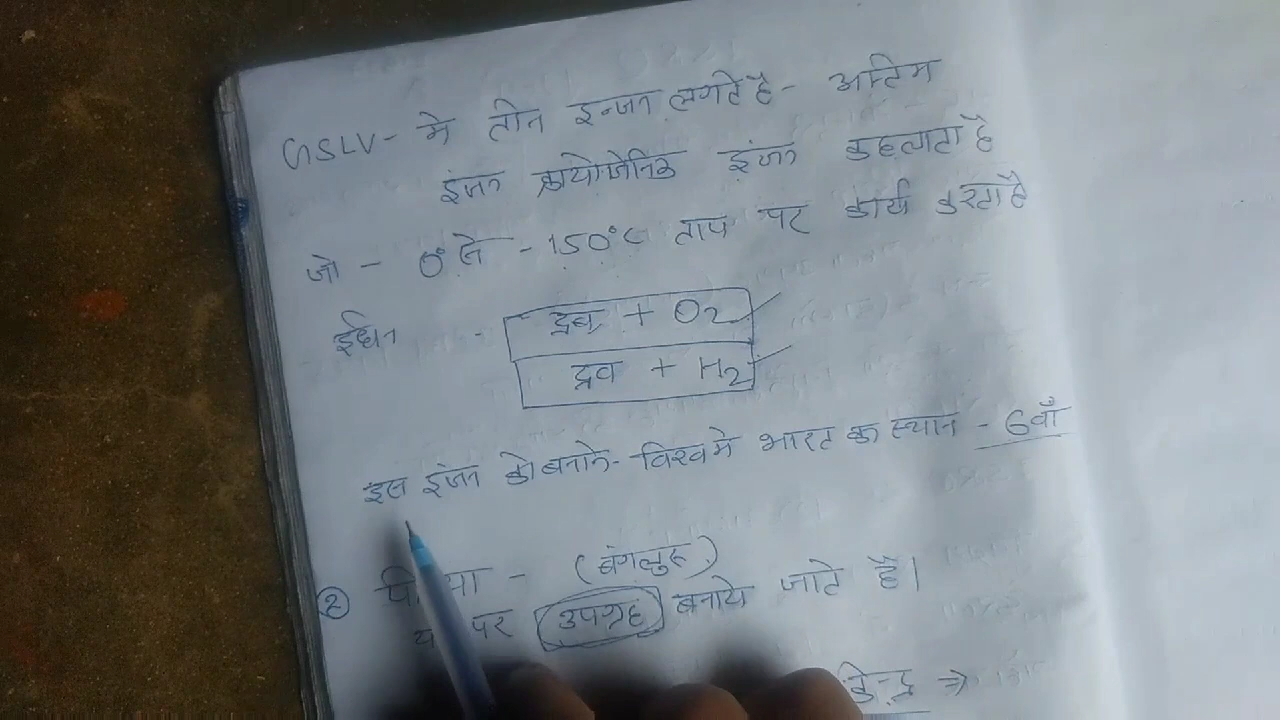 GSLV- मे तीन इन्जन लगते है - अन्तिम
इंजन क्रायोजेनिक इंजन कहलाता है
जो - 0° से - 150°C ताप पर कार्य करता है
ईधन - द्रव + O2
द्रव + H2
इस इंजन को बनाने - विश्व मे भारत का स्थान - 6वाँ
② - (बंगलुरू)
पर उपग्रह बनाये जाते है।
केन्द्र ⇒